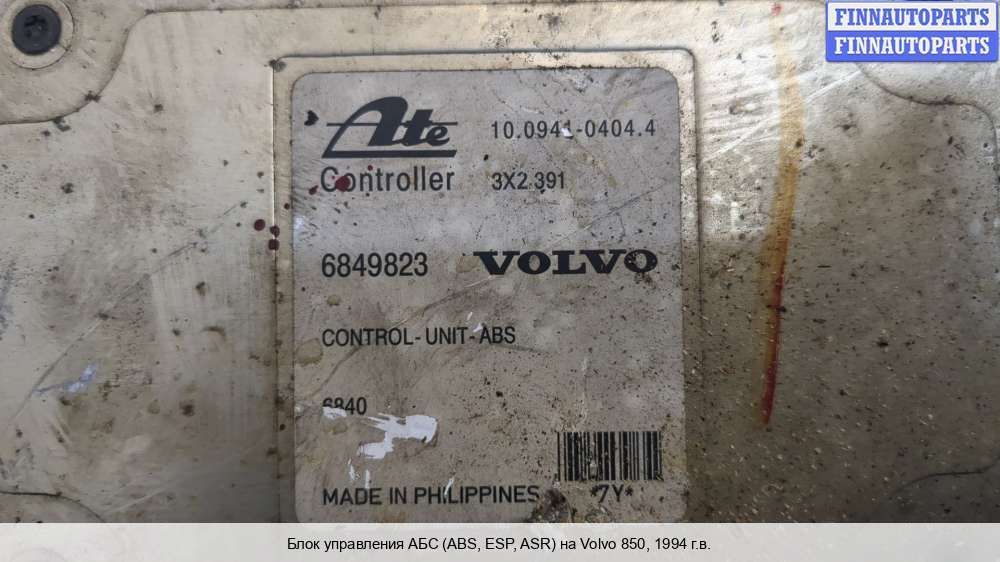 FINNAUTOPARTS
FINNAUTOPARTS
Ate 10.0941-0404.4
Controller 3X2 391
6849823 VOLVO
CONTROL-UNIT-ABS
6840
7Y*
MADE IN PHILIPPINES
Блок управления АБС (ABS, ESP, ASR) на Volvo 850, 1994 г.в.